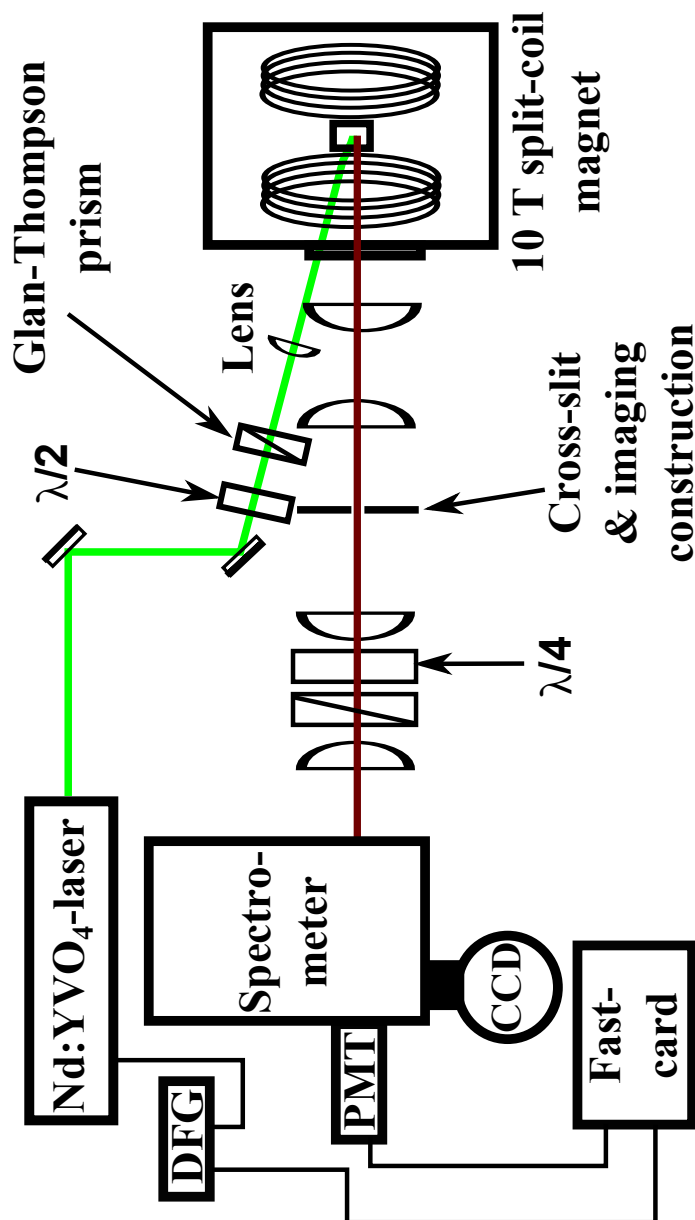 Nd:YVO4-laser
DFG
Spectro-
meter
PMT
CCD
Fast-
card
λ/2
Glan-Thompson
prism
Lens
λ/4
Cross-slit
& imaging
construction
10 T split-coil
magnet